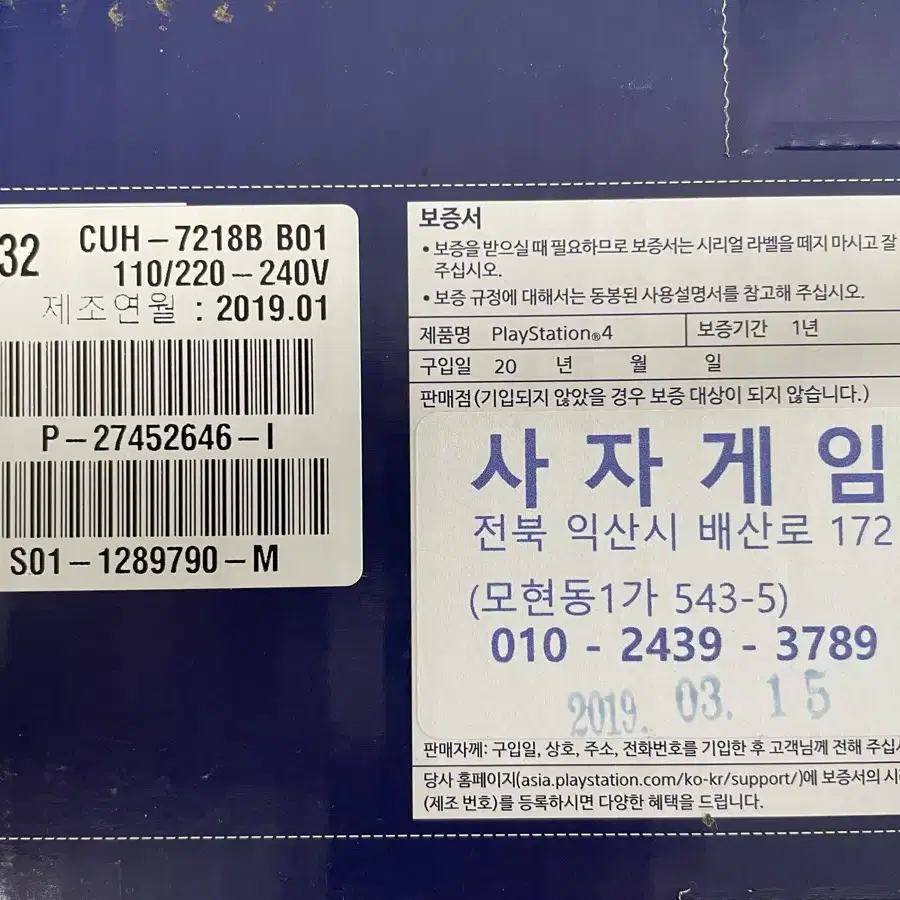 32
CUH-7218B B01
110/220-240V
제조연월 : 2019.01
P-27452646-I
S01-1289790-M
보증서
• 보증을 받으실 때 필요하므로 보증서는 시리얼 라벨을 떼지 마시고 잘
주십시오.
• 보증 규정에 대해서는 동봉된 사용설명서를 참고해 주십시오.
제품명 PlayStation®4 보증기간 1년
구입일 20 년 월 일
판매점(기입되지 않았을 경우 보증 대상이 되지 않습니다.)
사자게임
전북 익산시 배산로 172
(모현동1가 543-5)
010 - 2439 - 3789
2019. 03. 15
판매자께: 구입일, 상호, 주소, 전화번호를 기입한 후 고객님께 전해 주십시
당사 홈페이지(asia.playstation.com/ko-kr/support/)에 보증서의 시
(제조 번호)를 등록하시면 다양한 혜택을 드립니다.